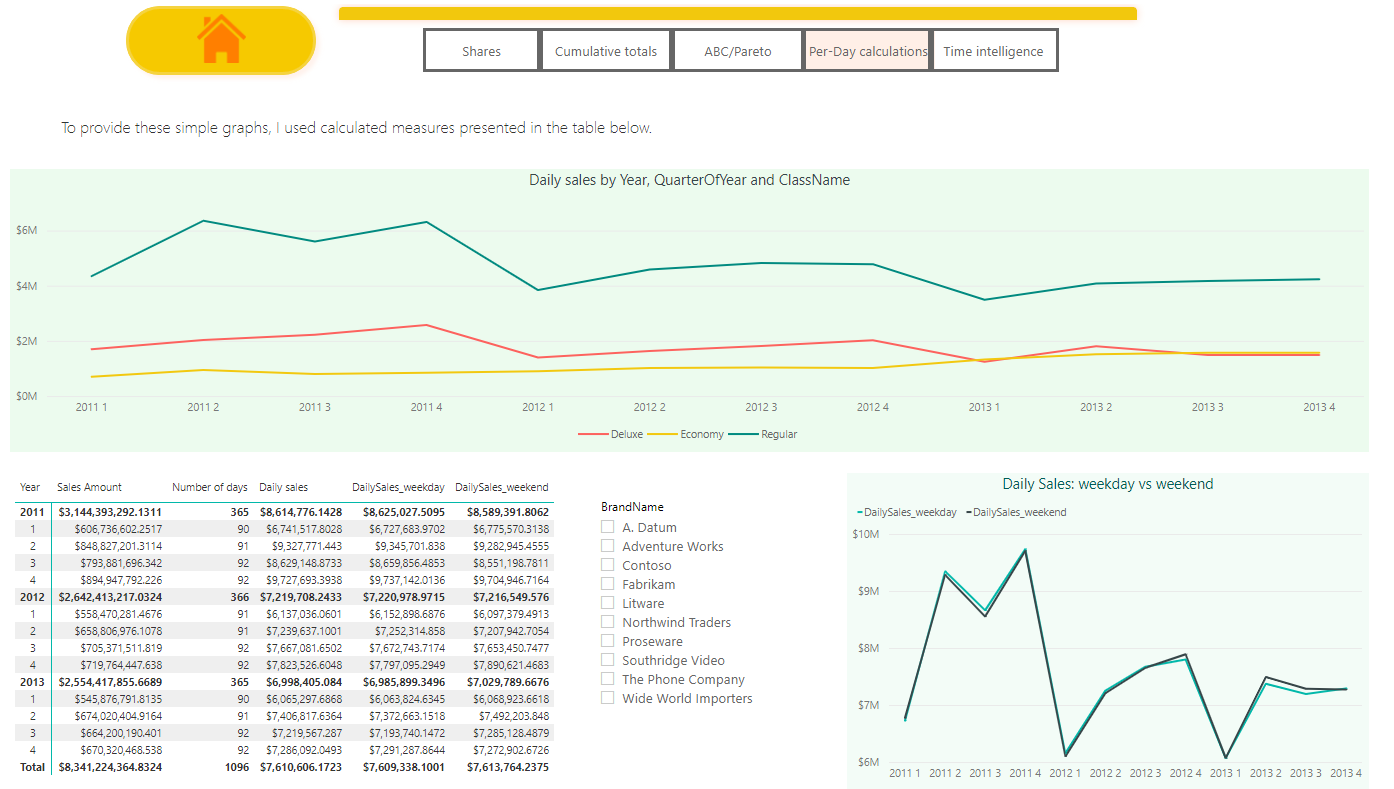 Shares Cumulative totals ABC/Pareto Per-Day calculations Time intelligence
To provide these simple graphs, I used calculated measures presented in the table below.
Daily sales by Year, QuarterOfYear and ClassName
$6M
$4M
$2M
$0M
2011 1 2011 2 2011 3 2011 4 2012 1 2012 2 2012 3 2012 4 2013 1 2013 2 2013 3 2013 4
Deluxe Economy Regular
Year Sales Amount Number of days Daily sales DailySales_weekday DailySales_weekend
2011 $3,144,393,292.1311 365 $8,614,776.1428 $8,625,027.5095 $8,589,391.8062
1 $606,736,602.2517 90 $6,741,517.8028 $6,727,683.9702 $6,775,570.3138
2 $848,827,201.3114 91 $9,327,771.443 $9,345,701.838 $9,282,945.4555
3 $793,881,696.342 92 $8,629,148.8733 $8,659,856.4853 $8,551,198.7811
4 $894,947,792.226 92 $9,727,693.3938 $9,737,142.0136 $9,704,946.7164
2012 $2,642,413,217.0324 366 $7,219,708.2433 $7,220,978.9715 $7,216,549.576
1 $558,470,281.4676 91 $6,137,036.0601 $6,152,898.6876 $6,097,379.4913
2 $658,806,976.1078 91 $7,239,637.1001 $7,252,314.858 $7,207,942.7054
3 $705,371,511.819 92 $7,667,081.6502 $7,672,743.7174 $7,653,450.7477
4 $719,764,447.638 92 $7,823,526.6048 $7,797,095.2949 $7,890,621.4683
2013 $2,554,417,855.6689 365 $6,998,405.084 $6,985,899.3496 $7,029,789.6676
1 $545,876,791.8135 90 $6,065,297.6868 $6,063,824.6345 $6,068,923.6618
2 $674,020,404.9164 91 $7,406,817.6364 $7,372,663.1518 $7,492,203.848
3 $664,200,190.401 92 $7,219,567.287 $7,193,740.1472 $7,285,128.4879
4 $670,320,468.538 92 $7,286,092.0493 $7,291,287.8644 $7,272,902.6726
Total $8,341,224,364.8324 1096 $7,610,606.1723 $7,609,338.1001 $7,613,764.2375
BrandName
A. Datum
Adventure Works
Contoso
Fabrikam
Litware
Northwind Traders
Proseware
Southridge Video
The Phone Company
Wide World Importers
Daily Sales: weekday vs weekend
DailySales_weekday DailySales_weekend
$10M
$9M
$8M
$7M
$6M
2011 1 2011 2 2011 3 2011 4 2012 1 2012 2 2012 3 2012 4 2013 1 2013 2 2013 3 2013 4